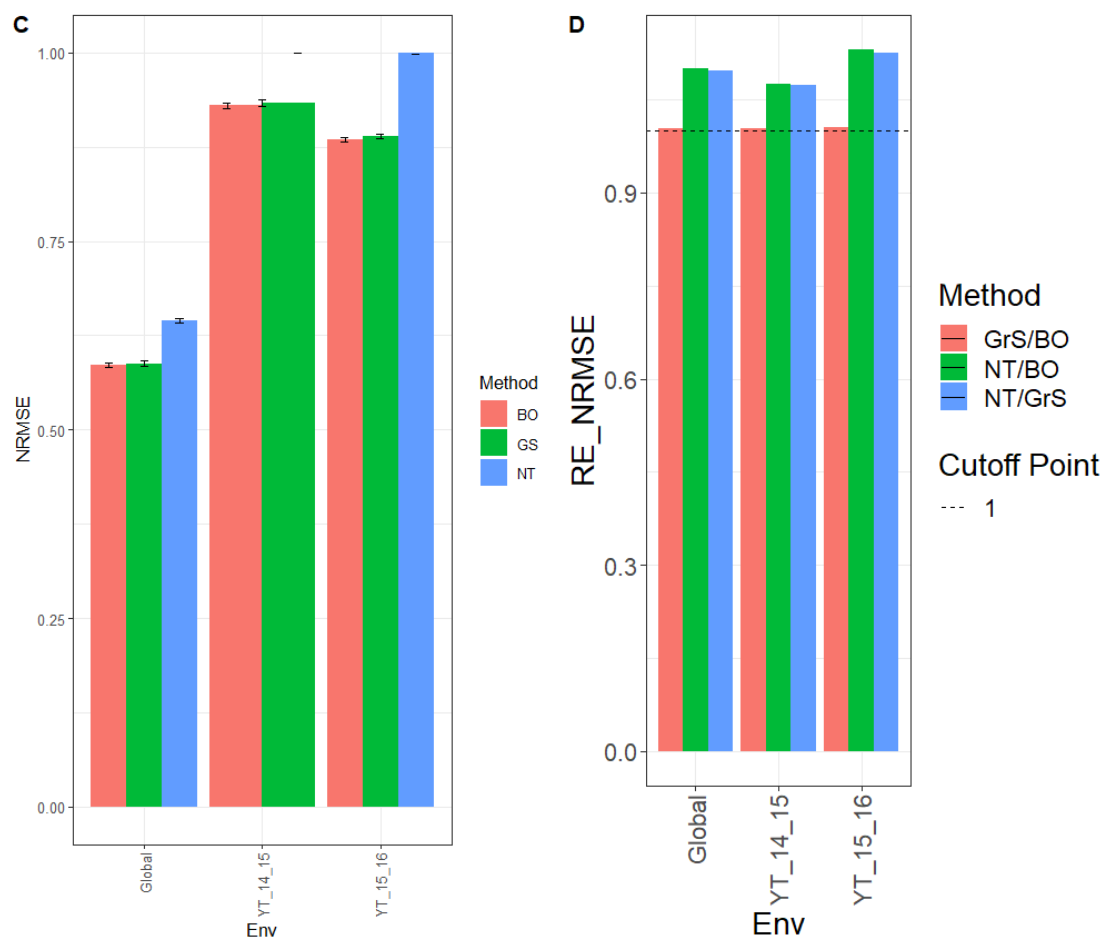 C
NRMSE
1.00
0.75
0.50
0.25
0.00
Global
YT_14_15
YT_15_16
Env
Method
BO
GS
NT
D
RE_NRMSE
0.9
0.6
0.3
0.0
Global
YT_14_15
YT_15_16
Env
Method
GrS/BO
NT/BO
NT/GrS
Cutoff Point
1